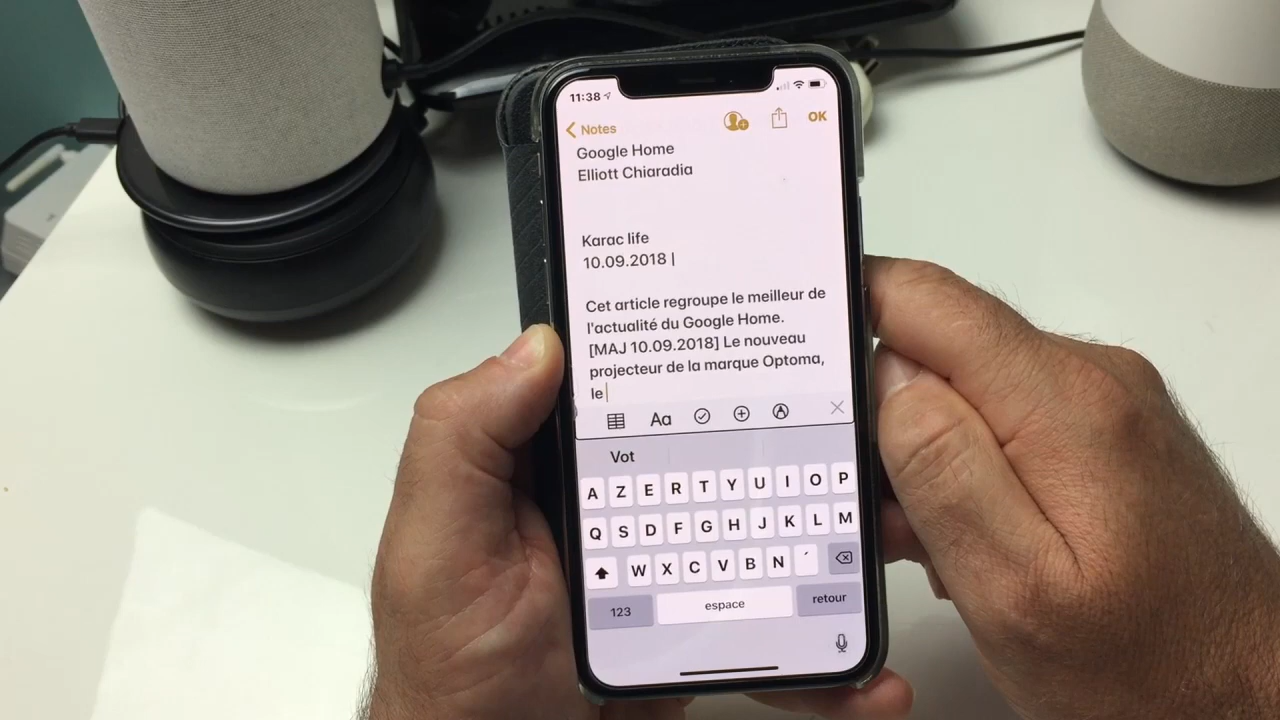 11:38
Notes
OK
Google Home
Elliott Chiaradia
Karac life
10.09.2018 |
Cet article regroupe le meilleur de
l'actualité du Google Home.
[MAJ 10.09.2018] Le nouveau
projecteur de la marque Optoma,
le
Aa
Vot
A Z E R T Y U I O P
Q S D F G H J K L M
W X C V B N ´
123 espace retour